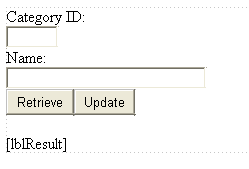 Category ID:
Name:
Retrieve Update
[lblResult]